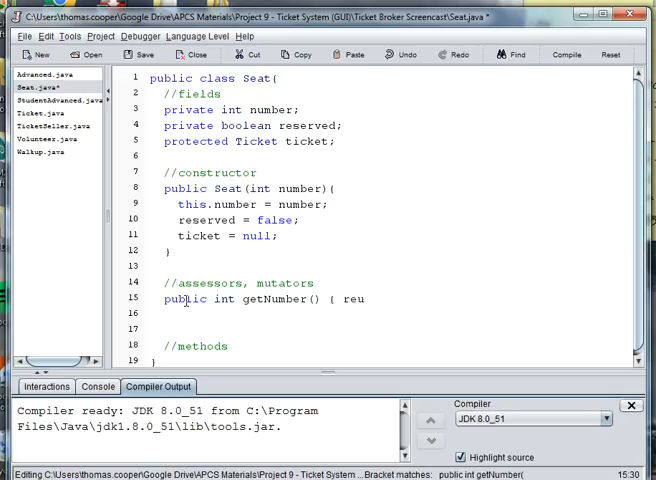 C:\Users\thomas.cooper\Google Drive\APCS Materials\Project 9 - Ticket System (GUI)\Ticket Broker Screencast\Seat.java *
File Edit Tools Project Debugger Language Level Help
New Open Save Close Cut Copy Paste Undo Redo Find Compile Reset
Advanced.java
Seat.java*
StudentAdvanced.java
Ticket.java
TicketSeller.java
Volunteer.java
Walkup.java
1 public class Seat{
2 //fields
3 private int number;
4 private boolean reserved;
5 protected Ticket ticket;
6
7 //constructor
8 public Seat(int number){
9 this.number = number;
10 reserved = false;
11 ticket = null;
12 }
13
14 //assessors, mutators
15 public int getNumber() { reu
16
17
18 //methods
19 }
Interactions Console Compiler Output
Compiler ready: JDK 8.0_51 from C:\Program
Files\Java\jdk1.8.0_51\lib\tools.jar.
Compiler
JDK 8.0_51
Highlight source
Editing C:\Users\thomas.cooper\Google Drive\APCS Materials\Project 9 - Ticket System ... Bracket matches: public int getNumber( 15:30